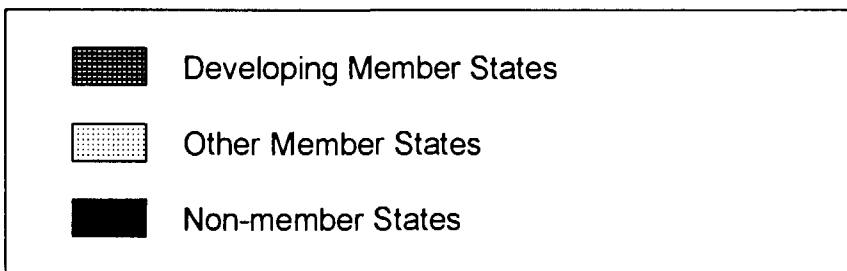 Developing Member States
Other Member States
Non-member States